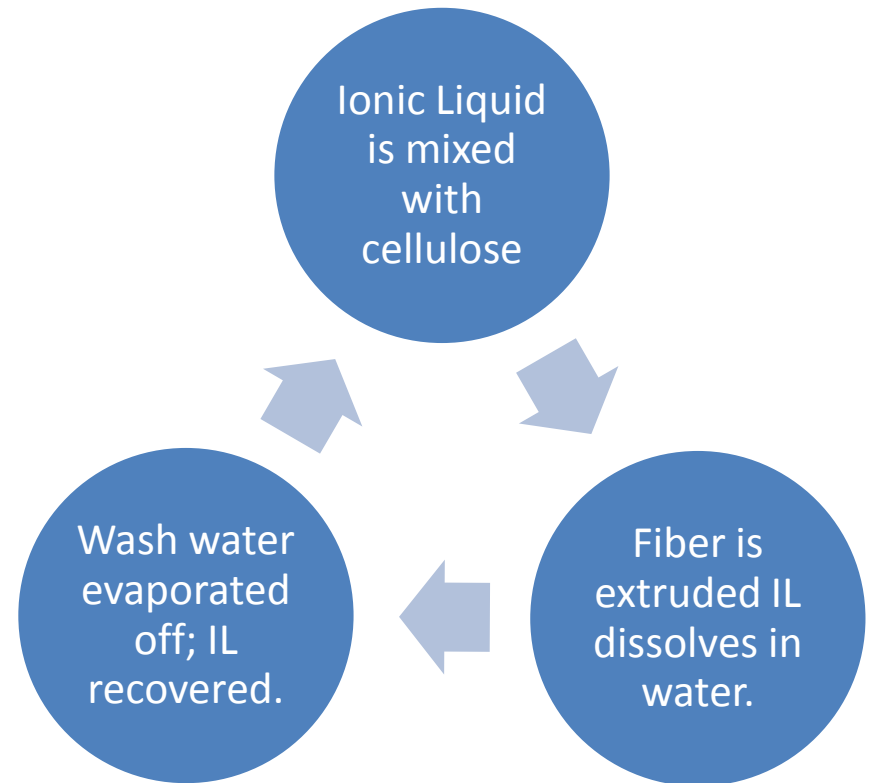 Ionic Liquid
is mixed
with
cellulose
Wash water
evaporated
off; IL
recovered.
Fiber is
extruded IL
dissolves in
water.